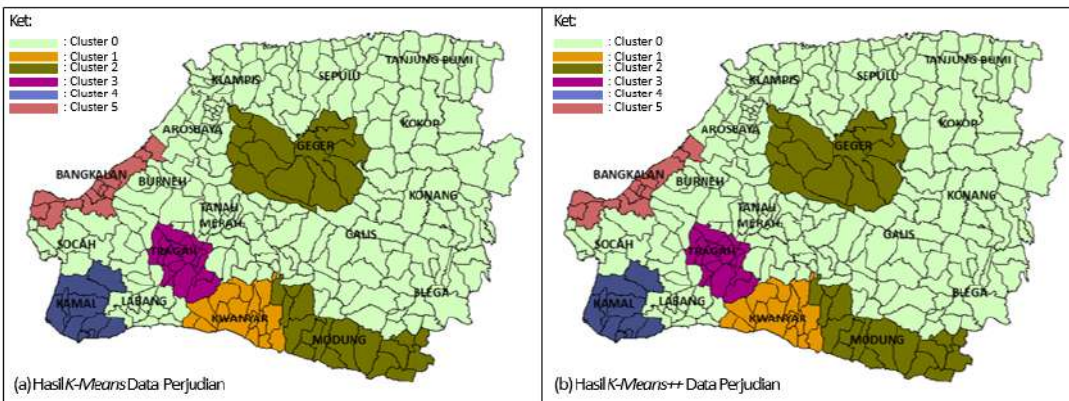 Ket:
: Cluster 0
: Cluster 1
: Cluster 2
: Cluster 3
: Cluster 4
: Cluster 5
KLAMPIS
SEPULU
TANJUNG BUMI
AROSBAYA
KOKOP
GEGER
BANGKALAN
BURNEH
KONANG
TANAH
MERAH
GALIS
SOCAH
TRAGAH
BLEGA
KAMAL
LABANG
KWANYAR
MODUNG
(a) Hasil K-Means Data Perjudian
Ket:
: Cluster 0
: Cluster 1
: Cluster 2
: Cluster 3
: Cluster 4
: Cluster 5
KLAMPIS
SEPULU
TANJUNG BUMI
AROSBAYA
KOKOP
GEGER
BANGKALAN
BURNEH
KONANG
TANAH
MERAH
GALIS
SOCAH
TRAGAH
BLEGA
KAMAL
LABANG
KWANYAR
MODUNG
(b) Hasil K-Means++ Data Perjudian